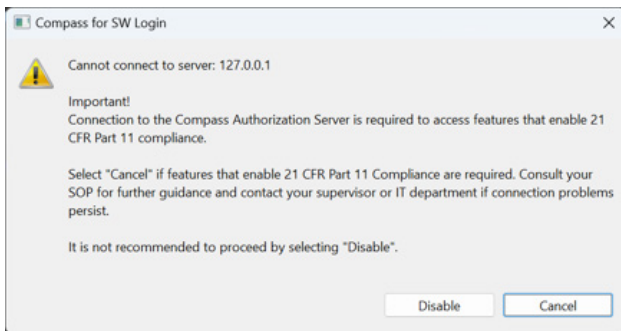 Compass for SW Login
Cannot connect to server: 127.0.0.1
Important!
Connection to the Compass Authorization Server is required to access features that enable 21
CFR Part 11 compliance.
Select "Cancel" if features that enable 21 CFR Part 11 Compliance are required. Consult your
SOP for further guidance and contact your supervisor or IT department if connection problems
persist.
It is not recommended to proceed by selecting "Disable".
Disable Cancel